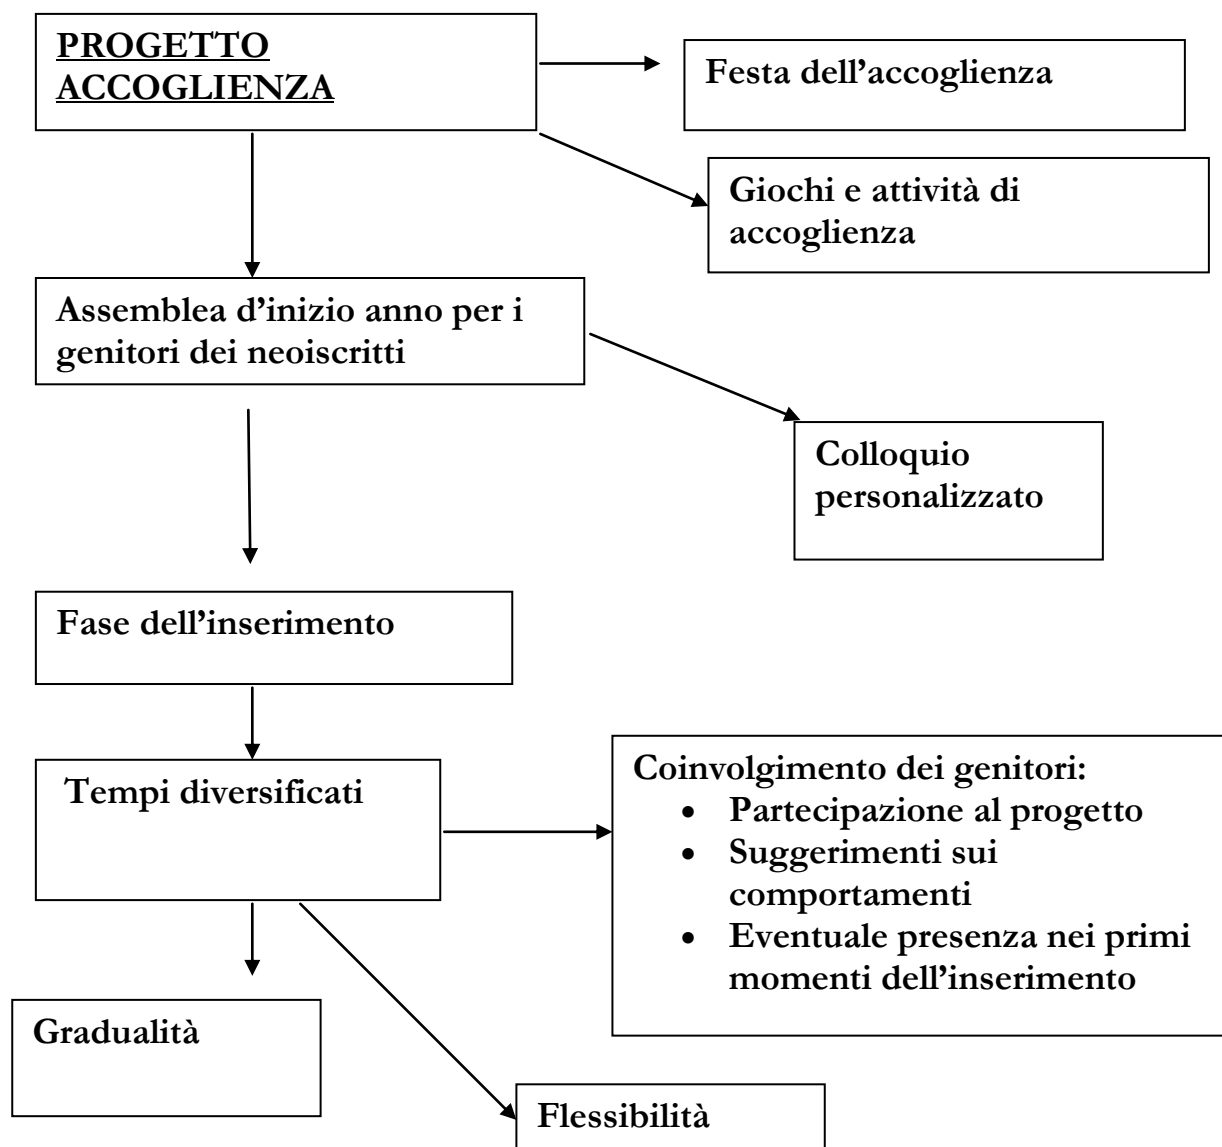 PROGETTO
ACCOGLIENZA
Festa dell’accoglienza
Giochi e attività di
accoglienza
Assemblea d’inizio anno per i
genitori dei neoiscritti
Colloquio
personalizzato
Fase dell’inserimento
Tempi diversificati
Coinvolgimento dei genitori:
• Partecipazione al progetto
• Suggerimenti sui
comportamenti
• Eventuale presenza nei primi
momenti dell’inserimento
Gradualità
Flessibilità